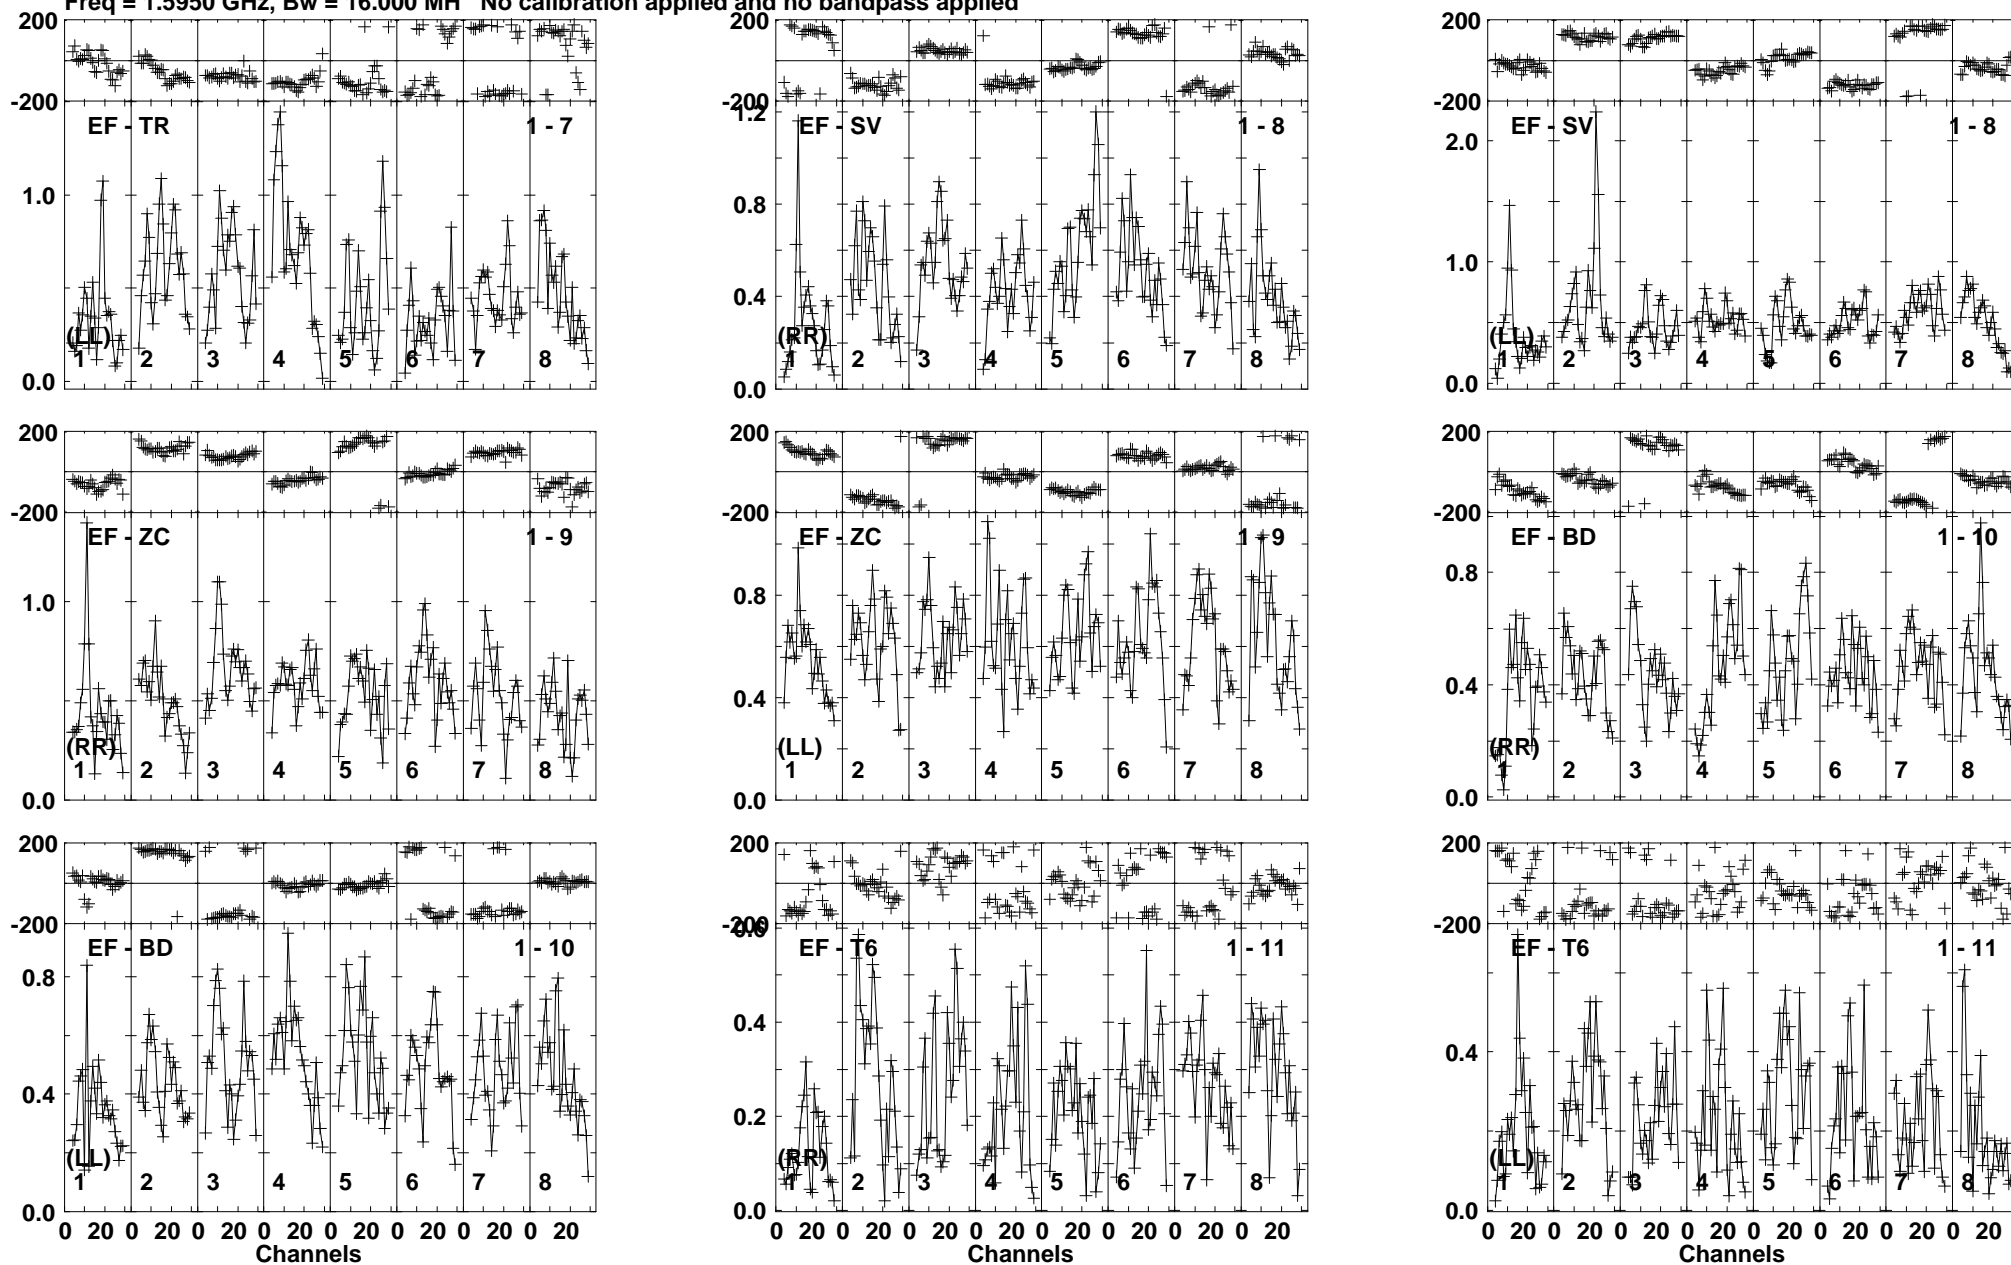 Freq = 1.5950 GHz, Bw = 16.000 MH No calibration applied and no bandpass applied
200
-200
EF - TR 1 - 7
1.0
(LL)
1 2 3 4 5 6 7 8
0.0
200
-200
1.2
EF - SV 1 - 8
0.8
0.4
(RR)
1 2 3 4 5 6 7 8
0.0
200
-200
EF - SV 1 - 8
2.0
1.0
(LL)
1 2 3 4 5 6 7 8
0.0
200
-200
EF - ZC 1 - 9
1.0
(RR)
1 2 3 4 5 6 7 8
0.0
200
-200
EF - ZC 1 - 9
0.8
0.4
(LL)
1 2 3 4 5 6 7 8
0.0
200
-200
EF - BD 1 - 10
0.8
0.4
(RR)
1 2 3 4 5 6 7 8
0.0
200
-200
EF - BD 1 - 10
0.8
0.4
(LL)
1 2 3 4 5 6 7 8
0.0
0 20 0 20 0 20 0 20 0 20 0 20 0 20 0 20
Channels
200
-200
0.6
EF - T6 1 - 11
0.4
0.2
(RR)
1 2 3 4 5 6 7 8
0.0
0 20 0 20 0 20 0 20 0 20 0 20 0 20 0 20
Channels
200
-200
EF - T6 1 - 11
0.4
(LL)
1 2 3 4 5 6 7 8
0.0
0 20 0 20 0 20 0 20 0 20 0 20 0 20 0 20
Channels